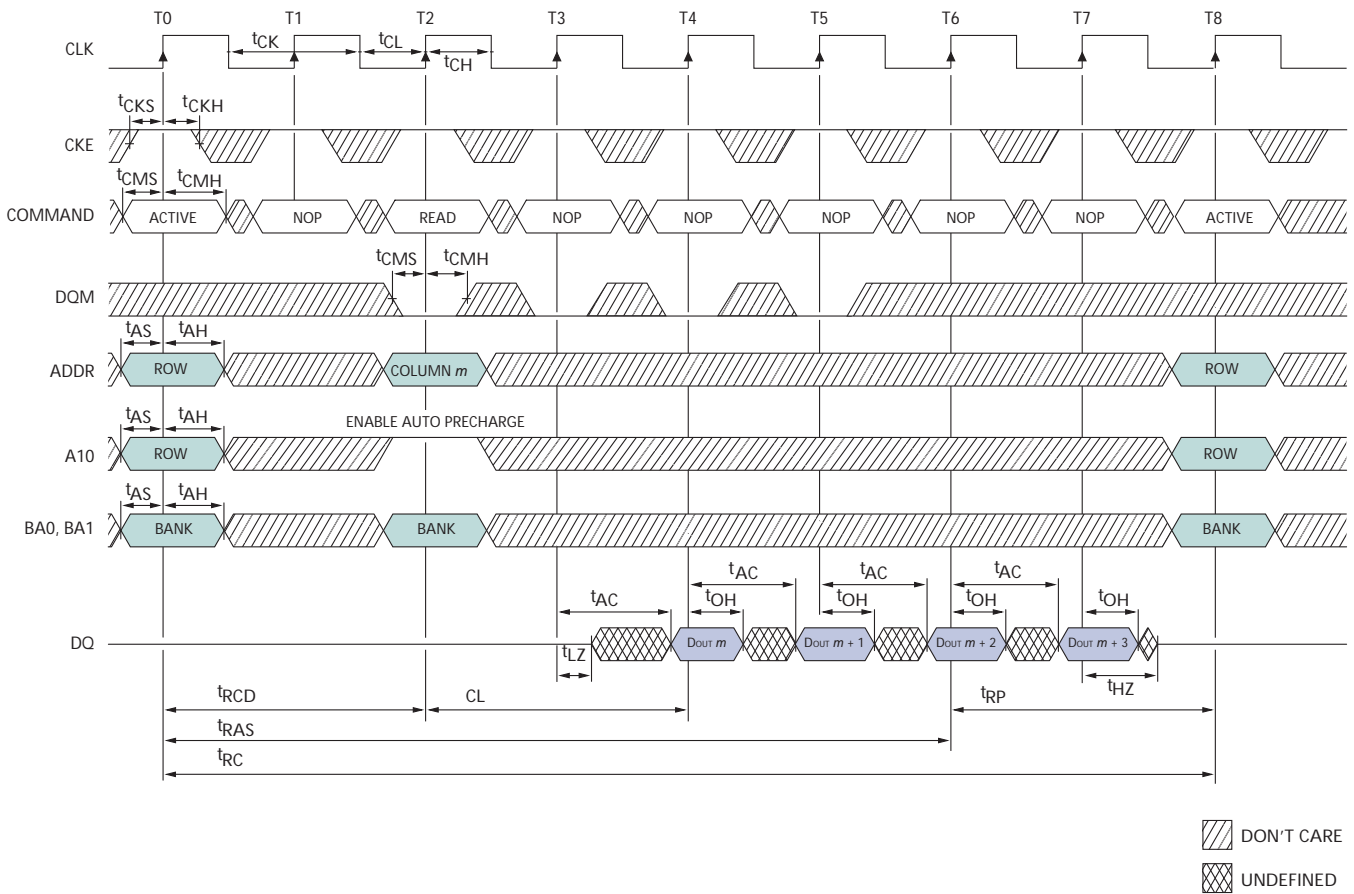 T0 T1 T2 T3 T4 T5 T6 T7 T8
CLK
tCK tCL
tCH
tCKS tCKH
CKE
tCMS tCMH
COMMAND ACTIVE NOP READ NOP NOP NOP NOP NOP ACTIVE
tCMS tCMH
DQM
tAS tAH
ADDR ROW COLUMN m ROW
ENABLE AUTO PRECHARGE
tAS tAH
A10 ROW ROW
tAS tAH
BA0, BA1 BANK BANK BANK
tAC tAC tAC
tAC tOH tOH tOH tOH
DQ DOUT m DOUT m + 1 DOUT m + 2 DOUT m + 3
tLZ
tHZ
tRCD CL tRP
tRAS
tRC
DON'T CARE
UNDEFINED